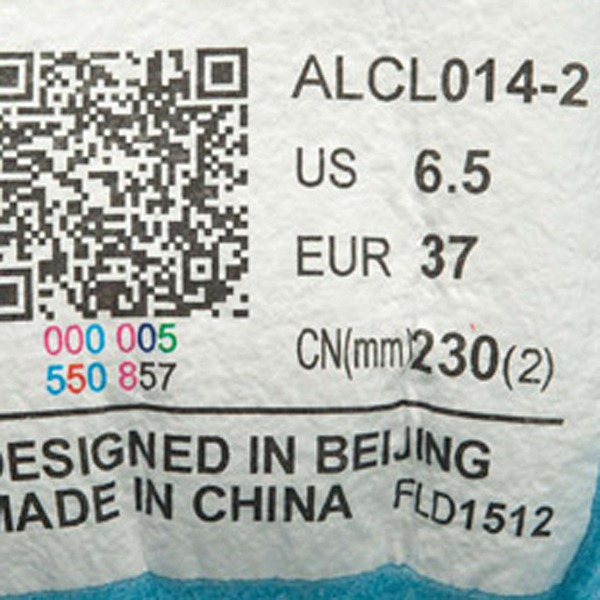 ALCL014-2
US 6.5
EUR 37
CN(mm)230(2)
000 005
550 857
DESIGNED IN BEIJING
MADE IN CHINA FLD1512